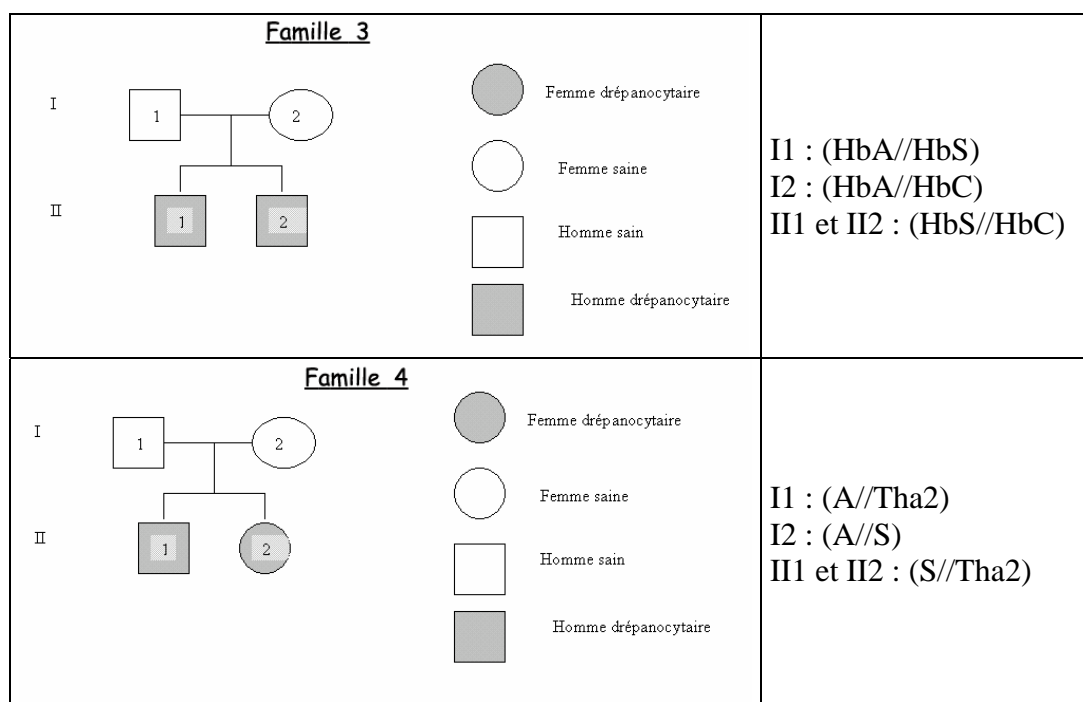 Famille 3
I
1
2
Femme drépanocytaire
Femme saine
II
1
2
Homme sain
Homme drépanocytaire
I1 : (HbA//HbS)
I2 : (HbA//HbC)
II1 et II2 : (HbS//HbC)
Famille 4
I
1
2
Femme drépanocytaire
Femme saine
II
1
2
Homme sain
Homme drépanocytaire
I1 : (A//Tha2)
I2 : (A//S)
II1 et II2 : (S//Tha2)